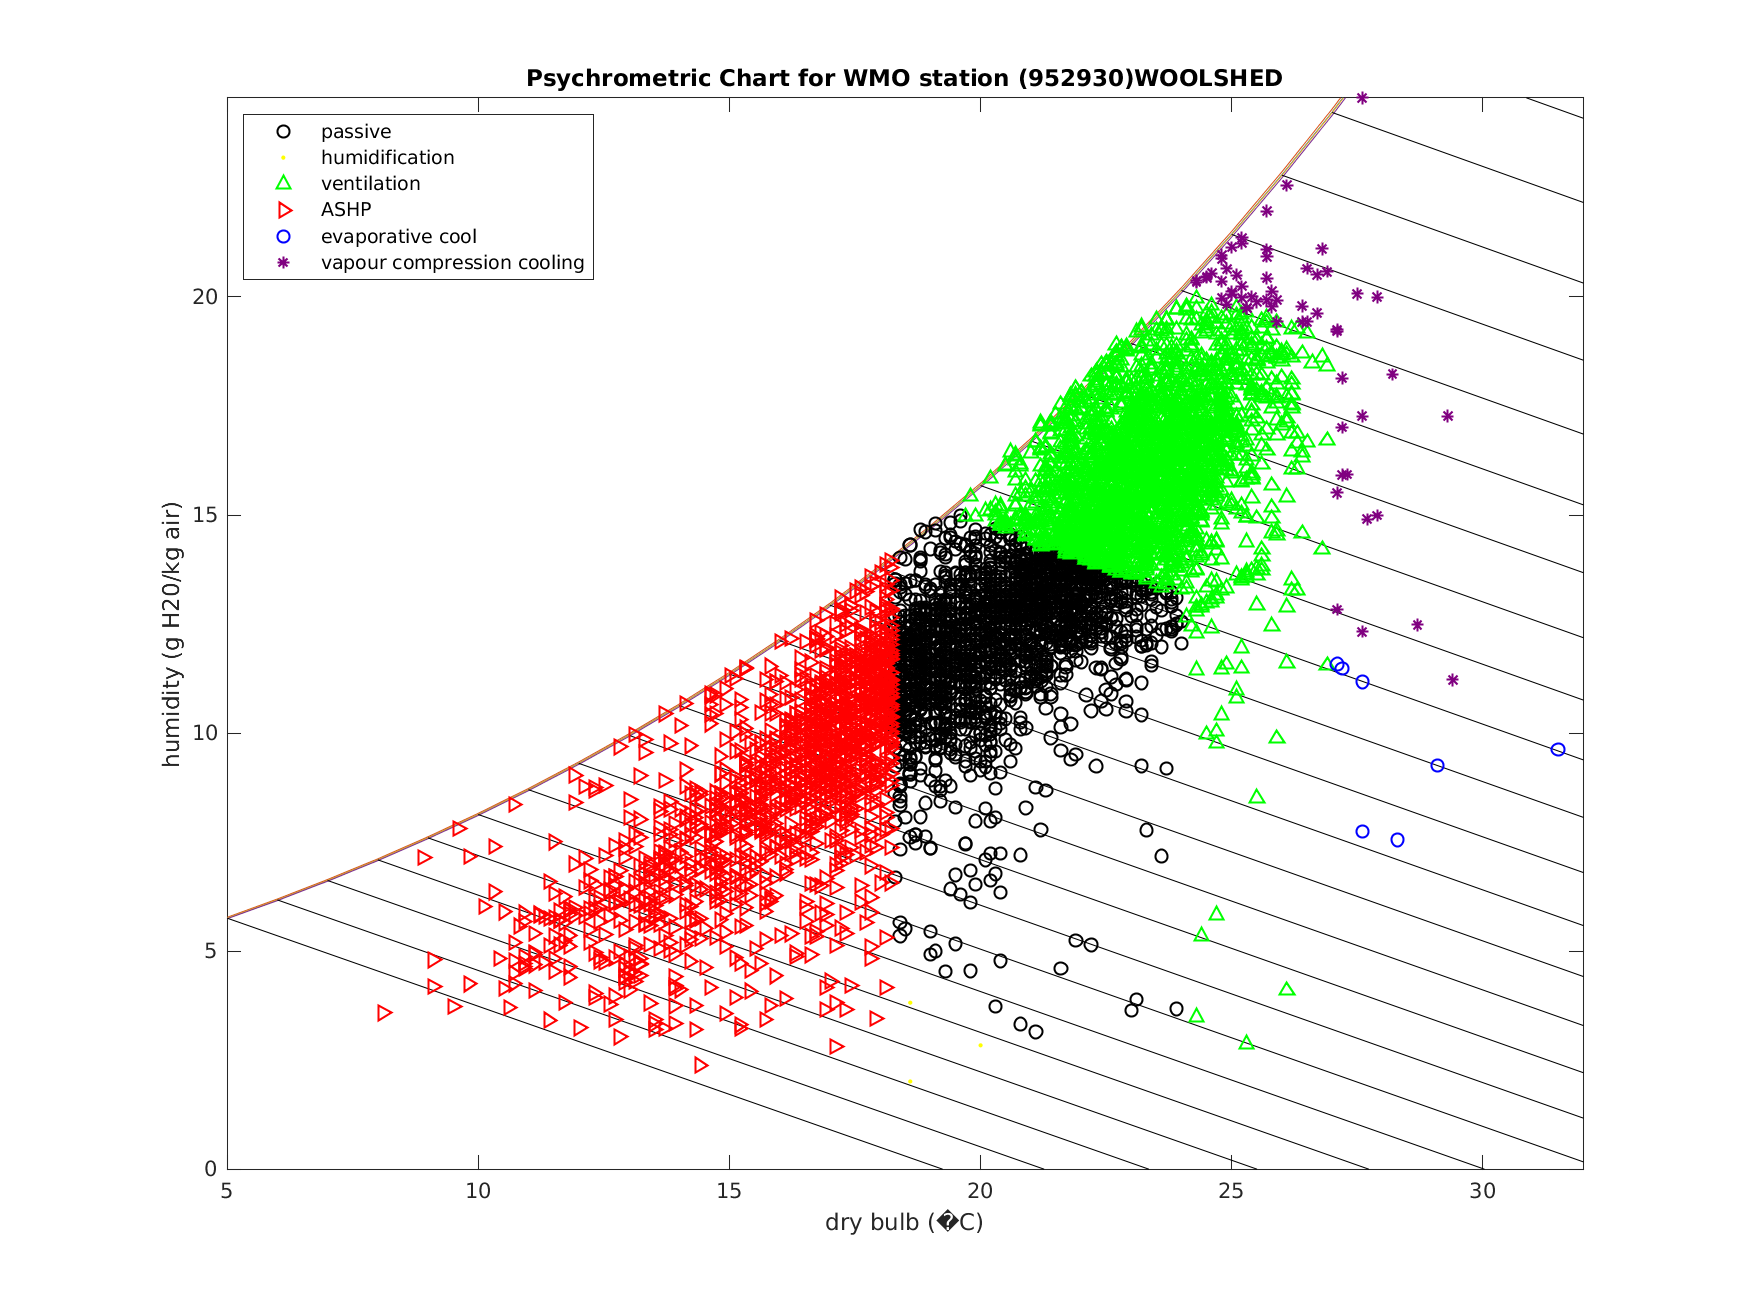 Psychrometric Chart for WMO station (952930)WOOLSHED
passive
humidification
ventilation
ASHP
evaporative cool
vapour compression cooling
20
15
10
5
0
humidity (g H20/kg air)
5 10 15 20 25 30
dry bulb (�C)